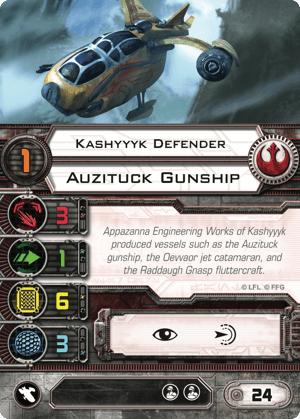 Kashyyyk Defender
1
Auzituck Gunship
3
Appazanna Engineering Works of Kashyyyk
produced vessels such as the Auzituck
gunship, the Oevvaor jet catamaran, and
the Raddaugh Gnasp fluttercraft.
1
© LFL © FFG
6
3
24